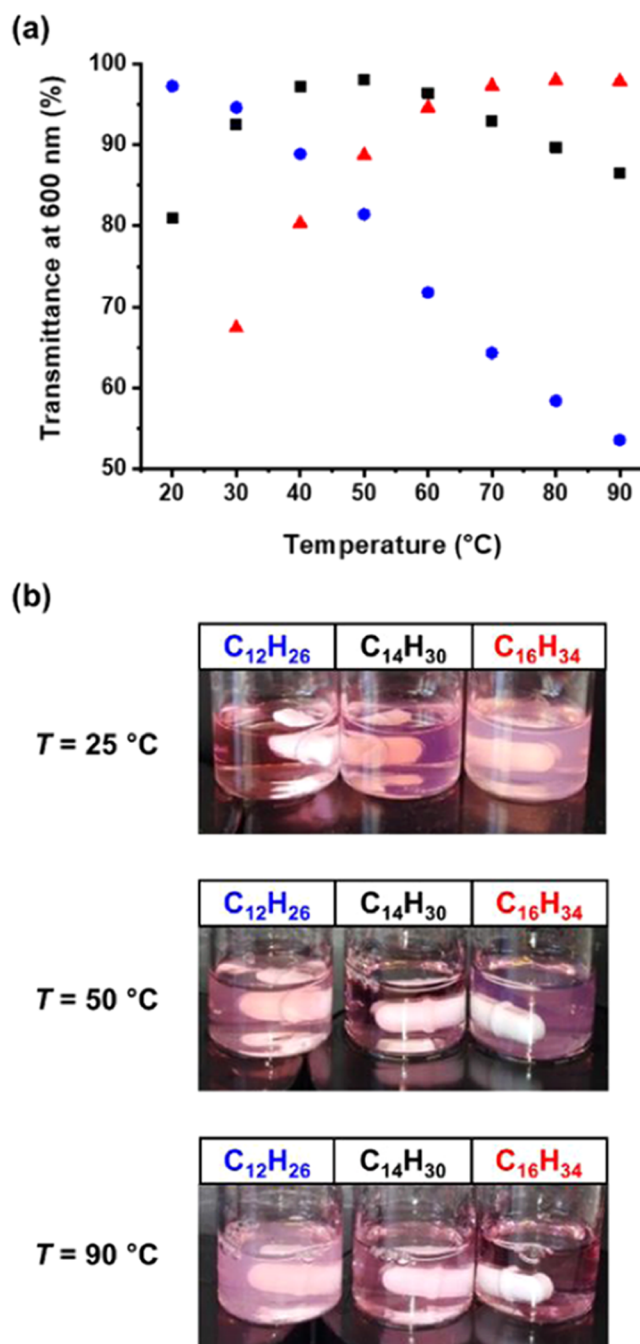 (a)
Transmittance at 600 nm (%)
100
90
80
70
60
50
20 30 40 50 60 70 80 90
Temperature (°C)
(b)
C₁₂H₂₆ C₁₄H₃₀ C₁₆H₃₄
T = 25 °C
C₁₂H₂₆ C₁₄H₃₀ C₁₆H₃₄
T = 50 °C
C₁₂H₂₆ C₁₄H₃₀ C₁₆H₃₄
T = 90 °C